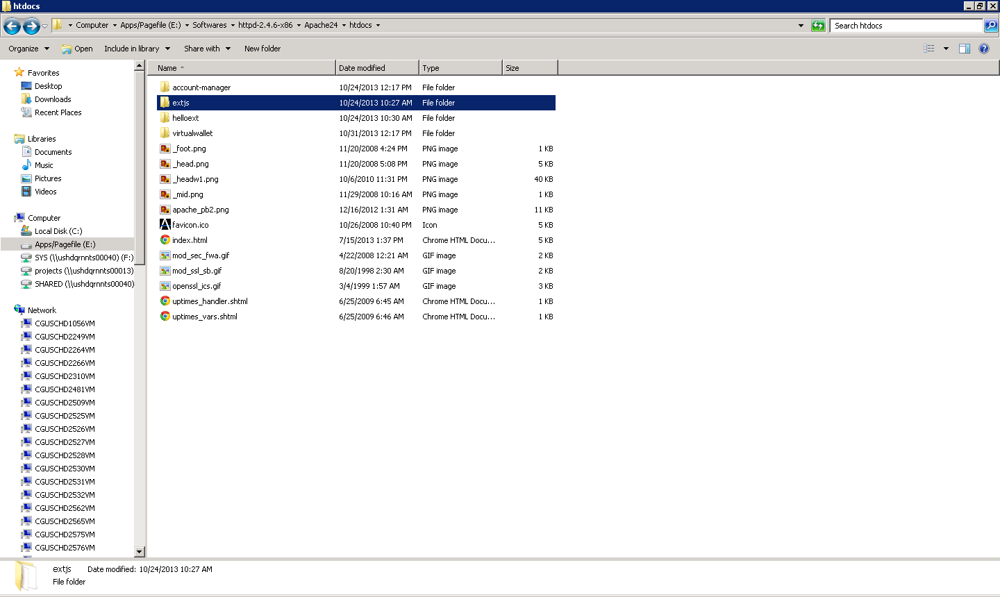 htdocs
Computer Apps/Pagefile (E:) Softwares httpd-2.4.6-x86 Apache24 htdocs Search htdocs
Organize Open Include in library Share with New folder
Favorites
Desktop
Downloads
Recent Places
Libraries
Documents
Music
Pictures
Videos
Computer
Local Disk (C:)
Apps/Pagefile (E:)
SYS (\\ushdqrnnts00040) (F:)
projects (\\ushdqrnnts00013)
SHARED (\\ushdqrnnts00040)
Network
CGUSCHD1056VM
CGUSCHD2249VM
CGUSCHD2264VM
CGUSCHD2266VM
CGUSCHD2310VM
CGUSCHD2481VM
CGUSCHD2509VM
CGUSCHD2525VM
CGUSCHD2526VM
CGUSCHD2527VM
CGUSCHD2528VM
CGUSCHD2530VM
CGUSCHD2531VM
CGUSCHD2532VM
CGUSCHD2562VM
CGUSCHD2565VM
CGUSCHD2575VM
CGUSCHD2576VM
Name Date modified Type Size
account-manager 10/24/2013 12:17 PM File folder
extjs 10/24/2013 10:27 AM File folder
helloext 10/24/2013 10:30 AM File folder
virtualwallet 10/31/2013 12:17 PM File folder
_foot.png 11/20/2008 4:24 PM PNG image 1 KB
_head.png 11/20/2008 5:08 PM PNG image 5 KB
_headw1.png 10/6/2010 11:31 PM PNG image 40 KB
_mid.png 11/29/2008 10:16 AM PNG image 1 KB
apache_pb2.png 12/16/2012 1:31 AM PNG image 11 KB
favicon.ico 10/26/2008 10:40 PM Icon 5 KB
index.html 7/15/2013 1:37 PM Chrome HTML Docu... 5 KB
mod_sec_fwa.gif 4/22/2008 12:21 AM GIF image 2 KB
mod_ssl_sb.gif 8/20/1998 2:30 AM GIF image 2 KB
openssl_ics.gif 3/4/1999 1:57 AM GIF image 3 KB
uptimes_handler.shtml 6/25/2009 6:45 AM Chrome HTML Docu... 1 KB
uptimes_vars.shtml 6/25/2009 6:46 AM Chrome HTML Docu... 1 KB
extjs Date modified: 10/24/2013 10:27 AM
File folder